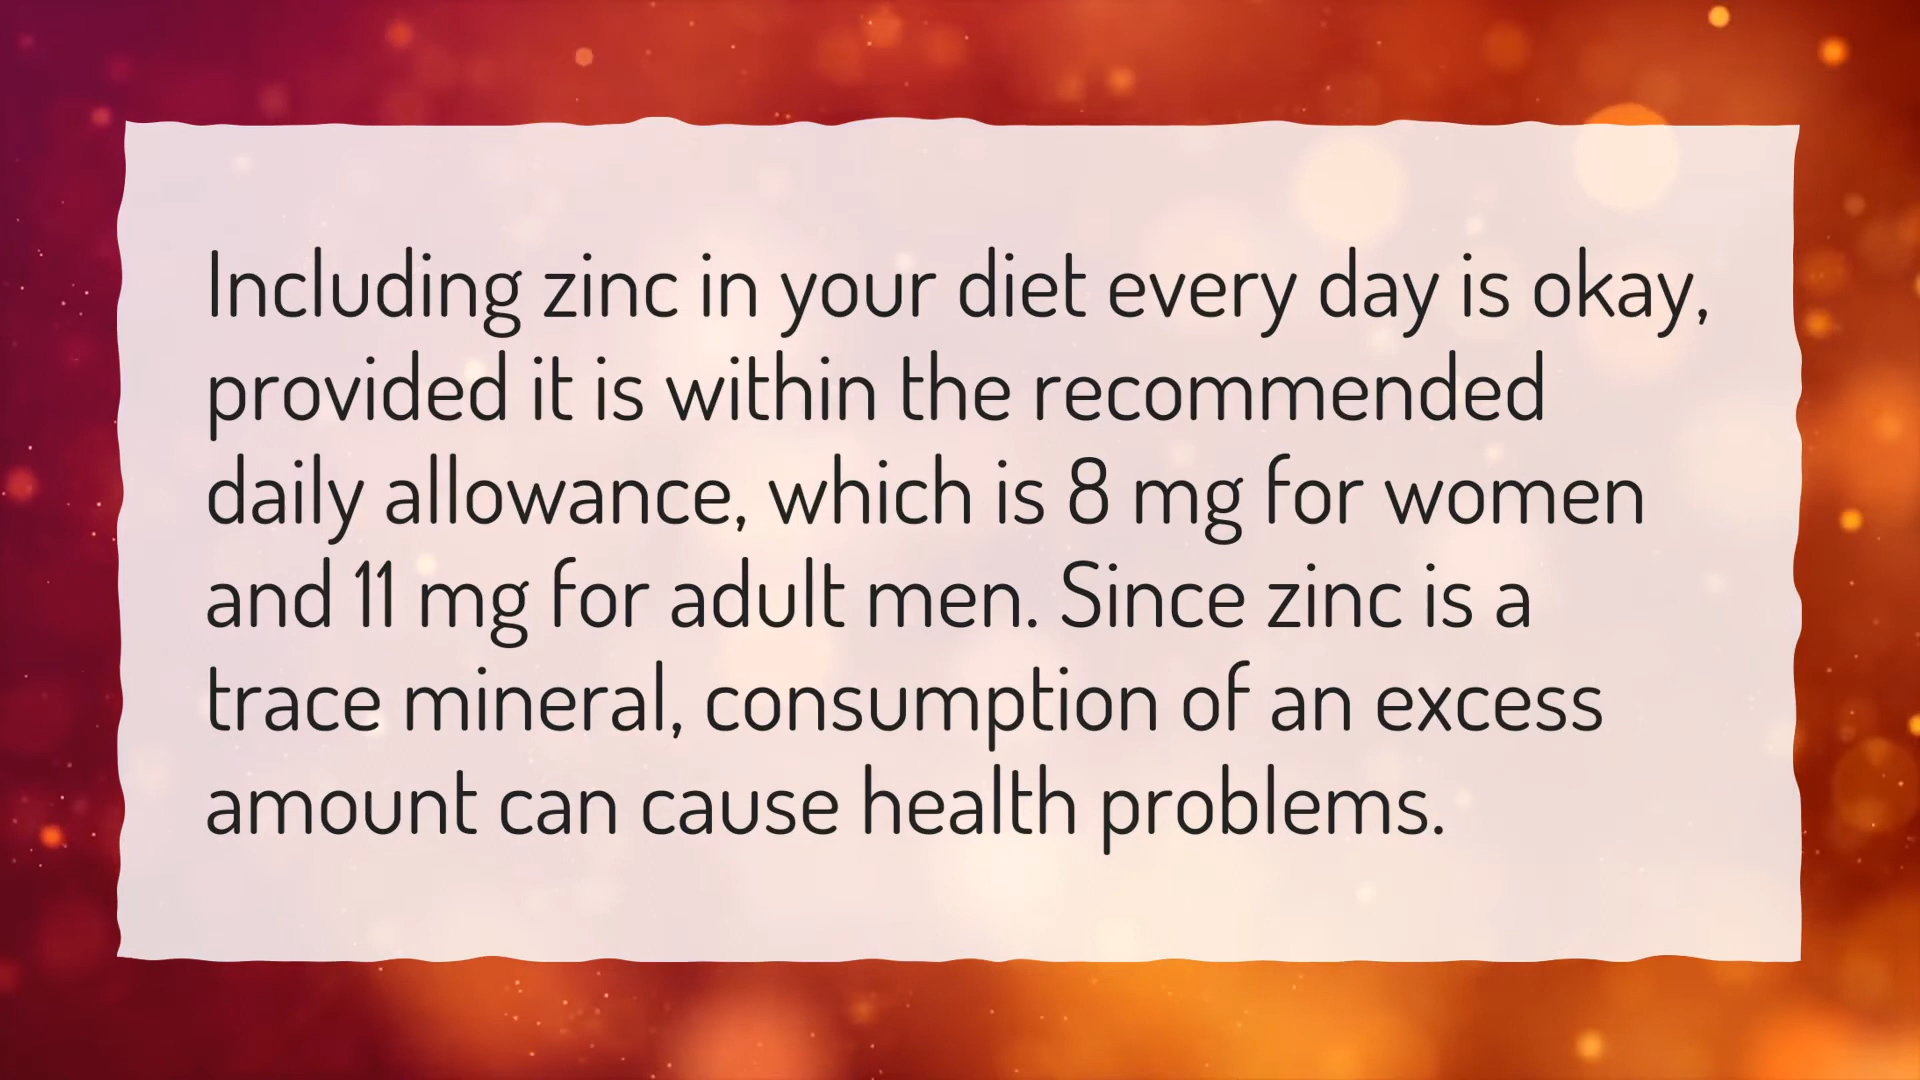 Including zinc in your diet every day is okay,
provided it is within the recommended
daily allowance, which is 8 mg for women
and 11 mg for adult men. Since zinc is a
trace mineral, consumption of an excess
amount can cause health problems.